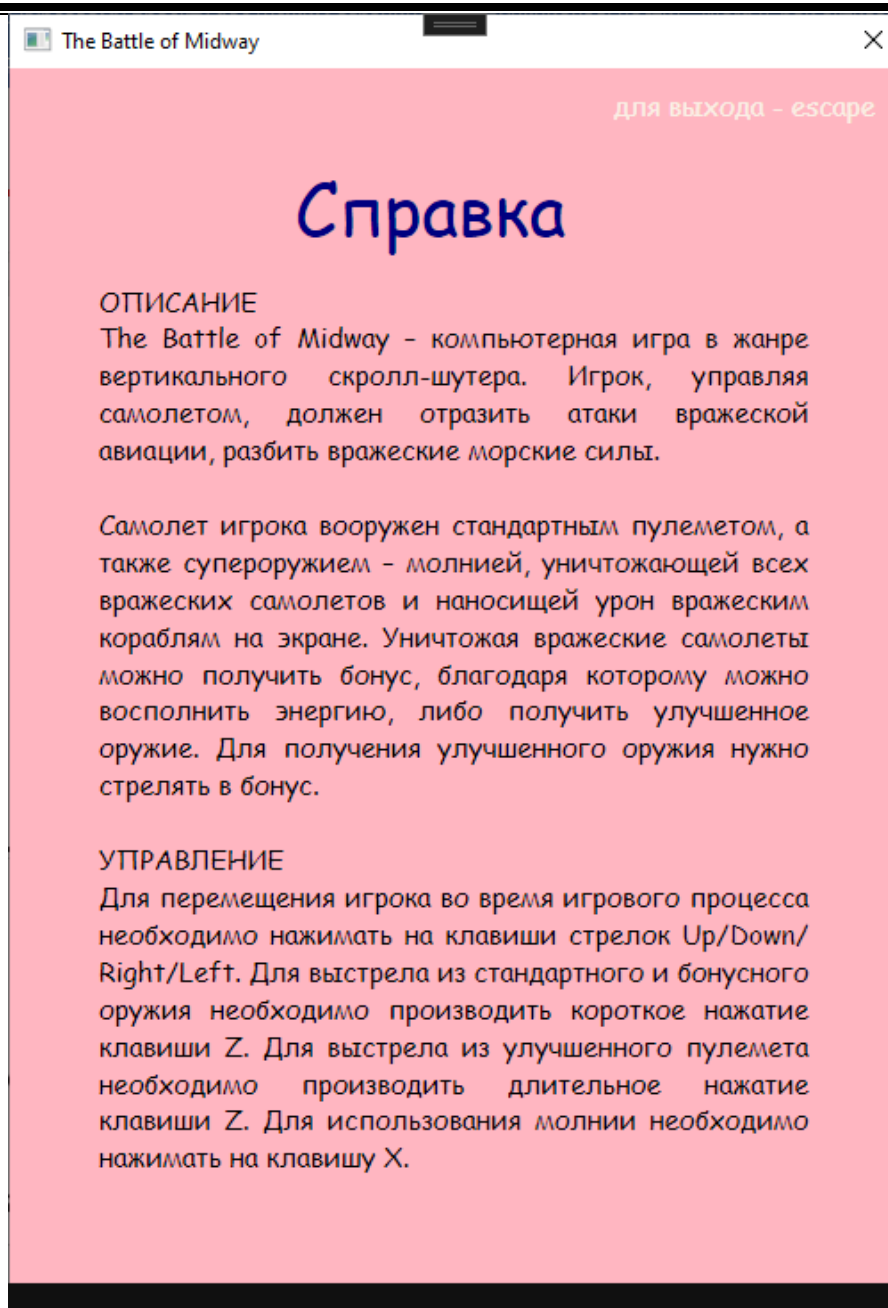 The Battle of Midway
для выхода - escape
Справка
ОПИСАНИЕ
The Battle of Midway - компьютерная игра в жанре
вертикального скролл-шутера. Игрок, управляя
самолетом, должен отразить атаки вражеской
авиации, разбить вражеские морские силы.
Самолет игрока вооружен стандартным пулеметом, а
также супероружием - молнией, уничтожающей всех
вражеских самолетов и наносищей урон вражеским
кораблям на экране. Уничтожая вражеские самолеты
можно получить бонус, благодаря которому можно
восполнить энергию, либо получить улучшенное
оружие. Для получения улучшенного оружия нужно
стрелять в бонус.
УПРАВЛЕНИЕ
Для перемещения игрока во время игрового процесса
необходимо нажимать на клавиши стрелок Up/Down/
Right/Left. Для выстрела из стандартного и бонусного
оружия необходимо производить короткое нажатие
клавиши Z. Для выстрела из улучшенного пулемета
необходимо производить длительное нажатие
клавиши Z. Для использования молнии необходимо
нажимать на клавишу X.